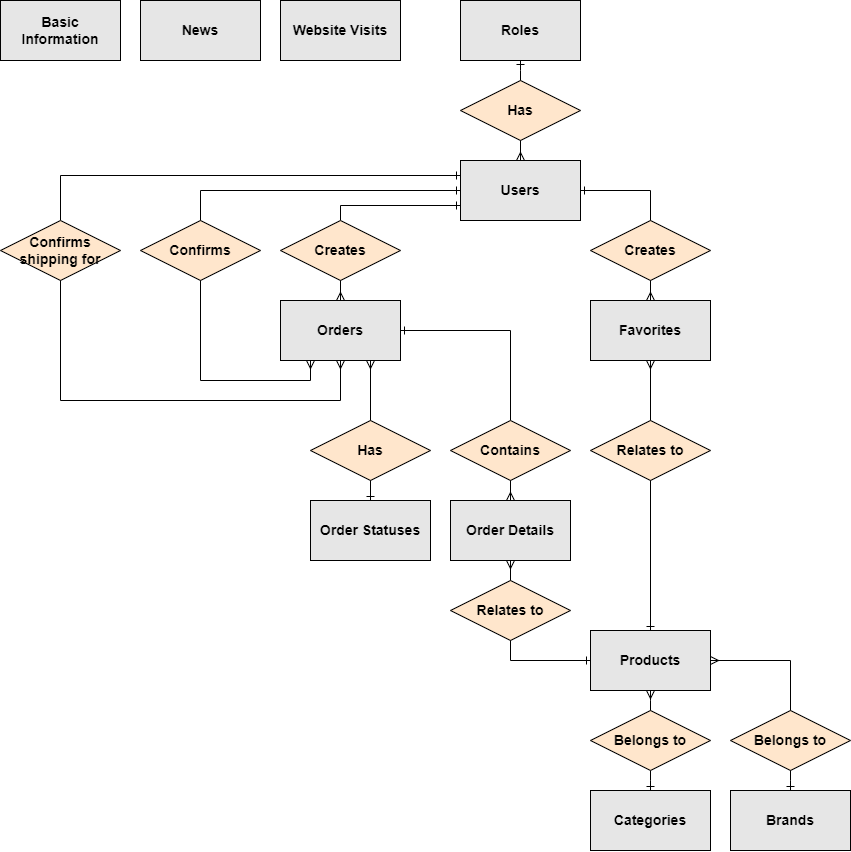 Basic
Information
News
Website Visits
Roles
Has
Users
Confirms
shipping for
Confirms
Creates
Creates
Orders
Favorites
Has
Contains
Relates to
Order Statuses
Order Details
Relates to
Products
Belongs to
Belongs to
Categories
Brands